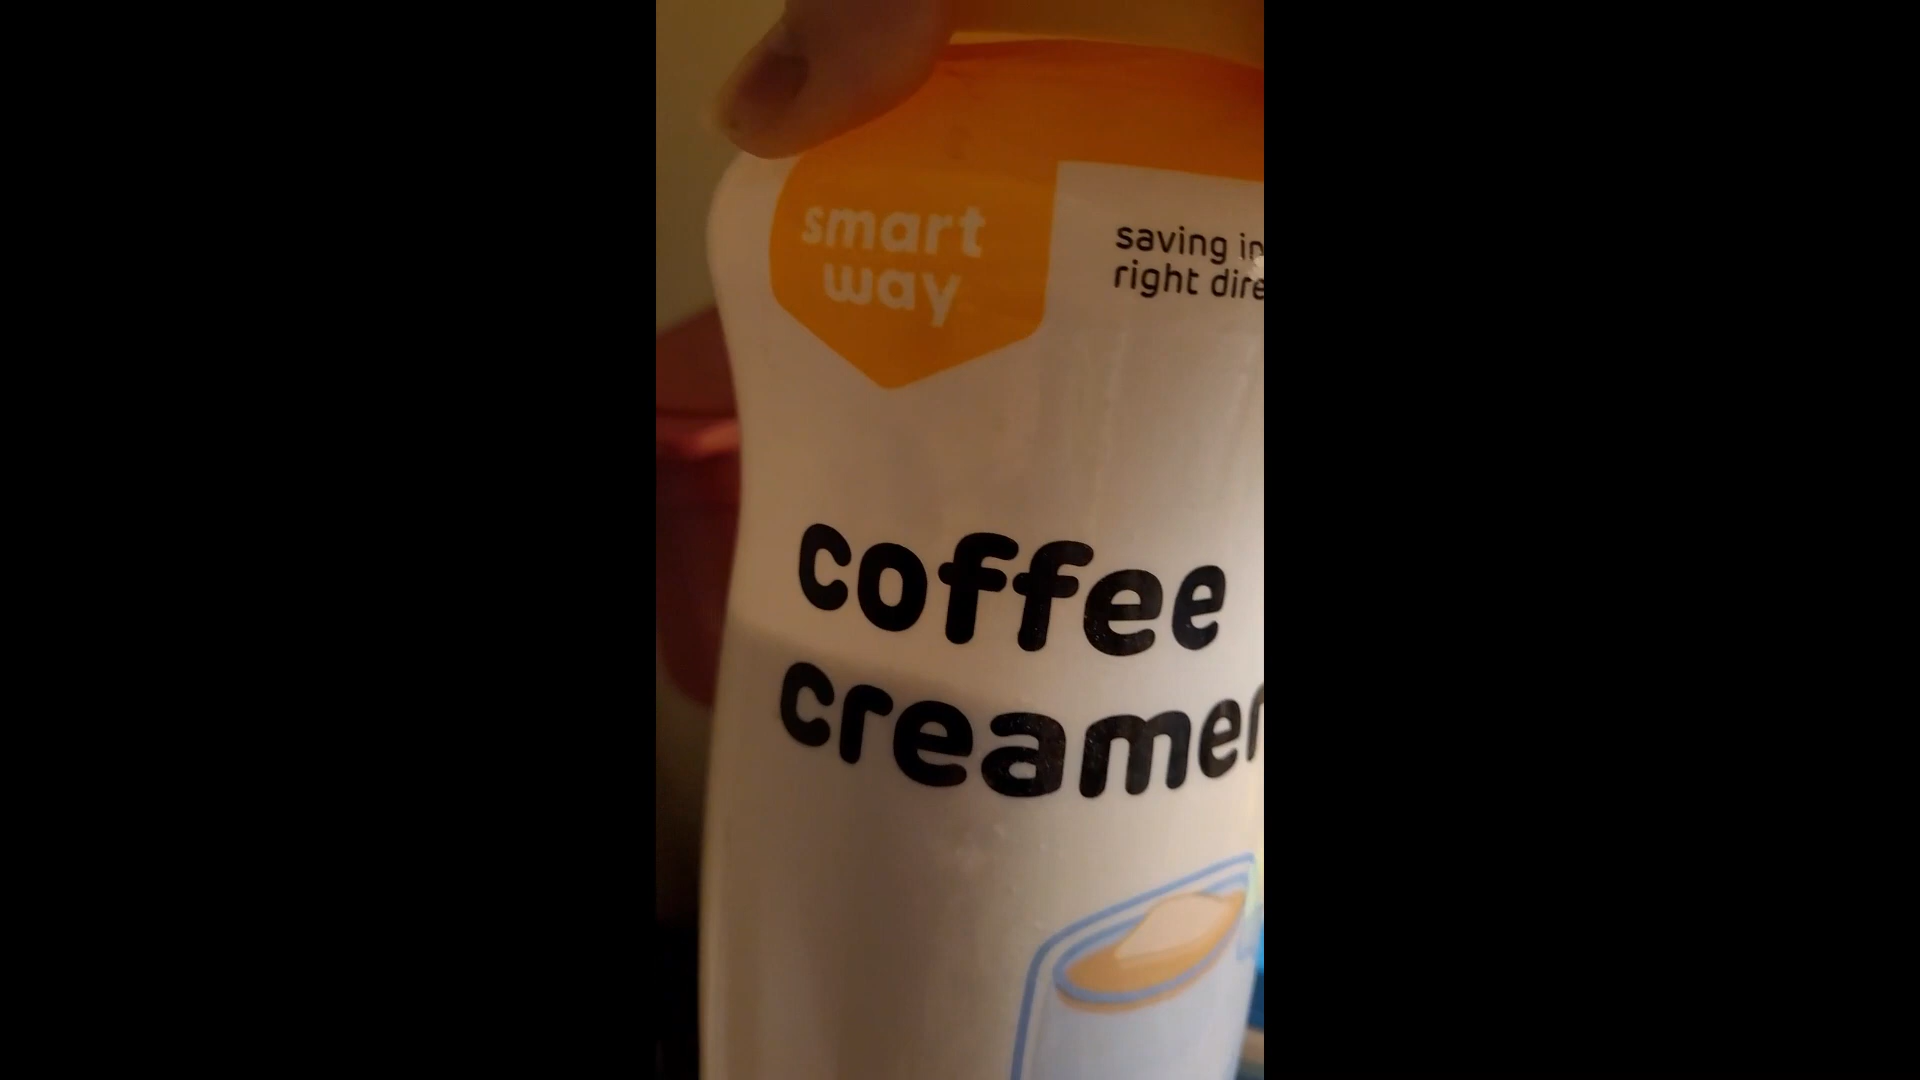 smart
way
saving in
right dire
coffee
creamer